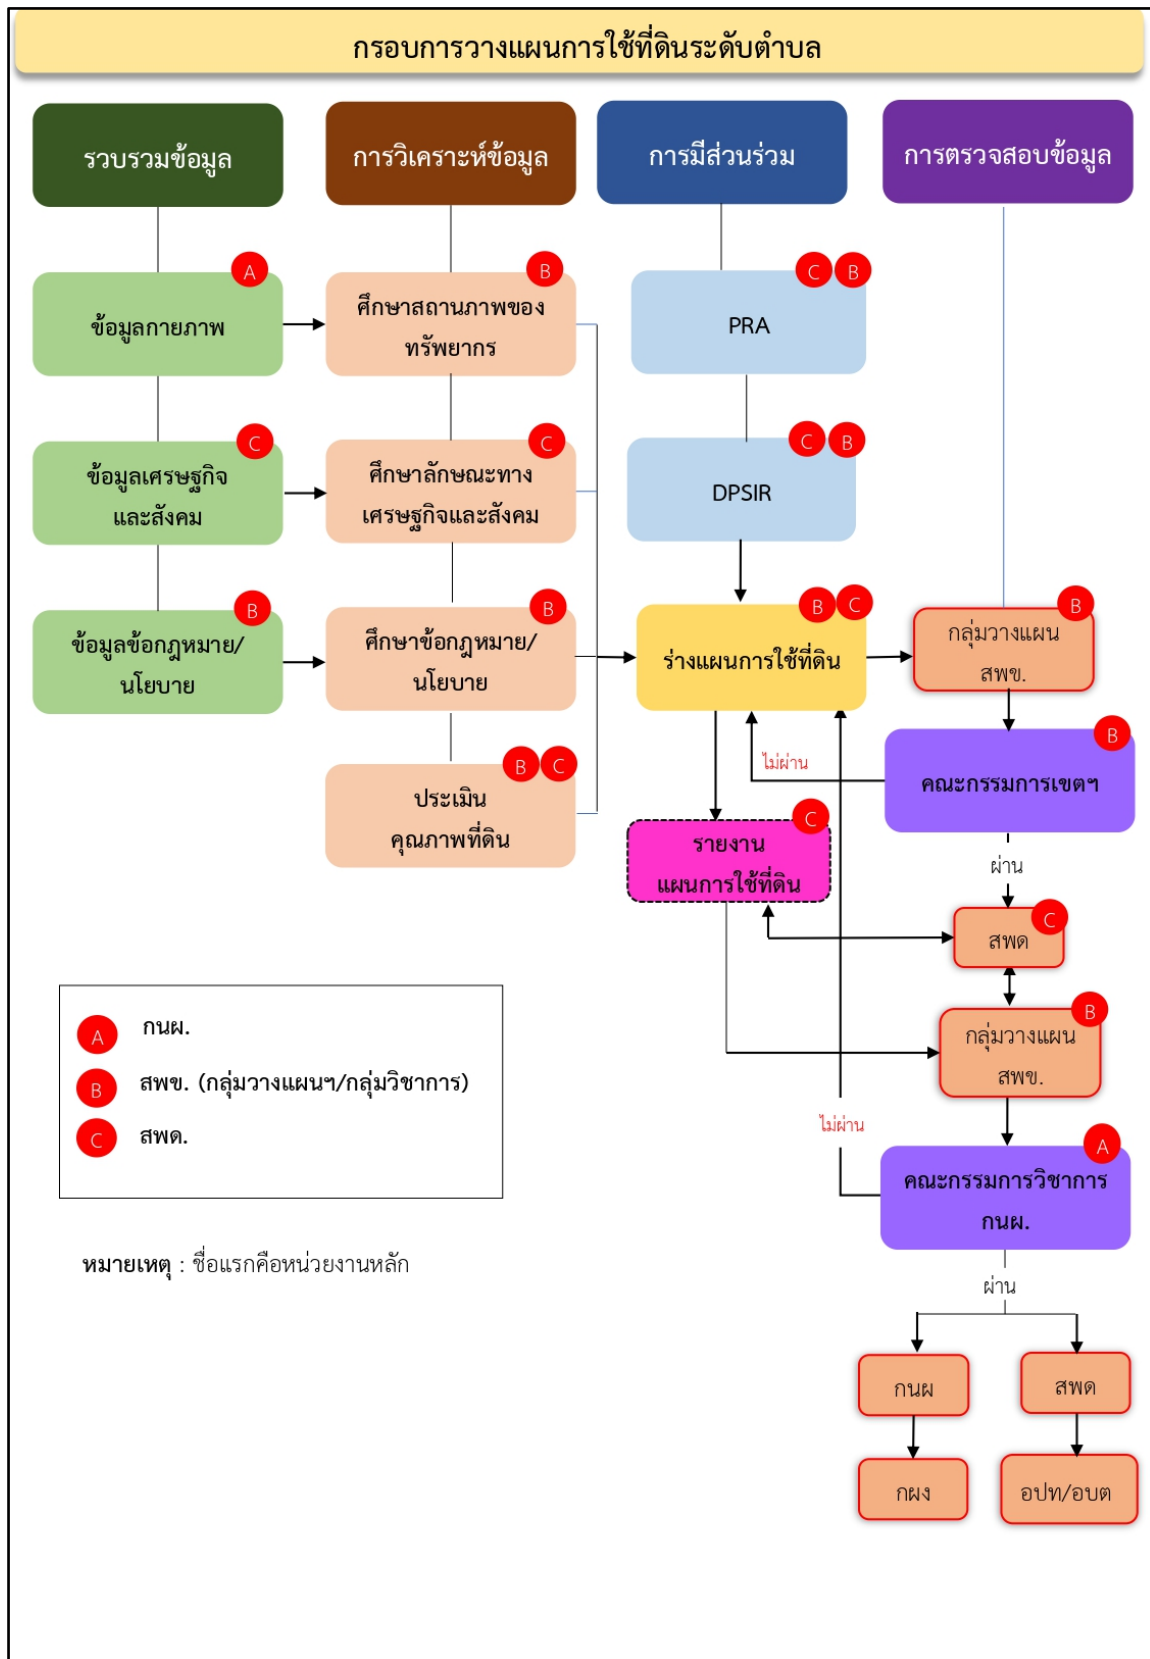 กรอบการวางแผนการใช้ที่ดินระดับตำบล
รวบรวมข้อมูล
การวิเคราะห์ข้อมูล
การมีส่วนร่วม
การตรวจสอบข้อมูล
A
ข้อมูลกายภาพ
B
ศึกษาสถานภาพของ
ทรัพยากร
C B
PRA
C
ข้อมูลเศรษฐกิจ
และสังคม
C
ศึกษาลักษณะทาง
เศรษฐกิจและสังคม
C B
DPSIR
B
ข้อมูลข้อกฎหมาย/
นโยบาย
B
ศึกษาข้อกฎหมาย/
นโยบาย
B C
ร่างแผนการใช้ที่ดิน
B
กลุ่มวางแผน
สพข.
B C
ประเมิน
คุณภาพที่ดิน
ไม่ผ่าน
B
คณะกรรมการเขตฯ
C
รายงาน
แผนการใช้ที่ดิน
ผ่าน
C
สพด
B
กลุ่มวางแผน
สพข.
A กนผ.
B สพข. (กลุ่มวางแผนฯ/กลุ่มวิชาการ)
C สพด.
ไม่ผ่าน
A
คณะกรรมการวิชาการ
กนผ.
หมายเหตุ : ชื่อแรกคือหน่วยงานหลัก
ผ่าน
กนผ
สพด
กผง
อปท/อบต